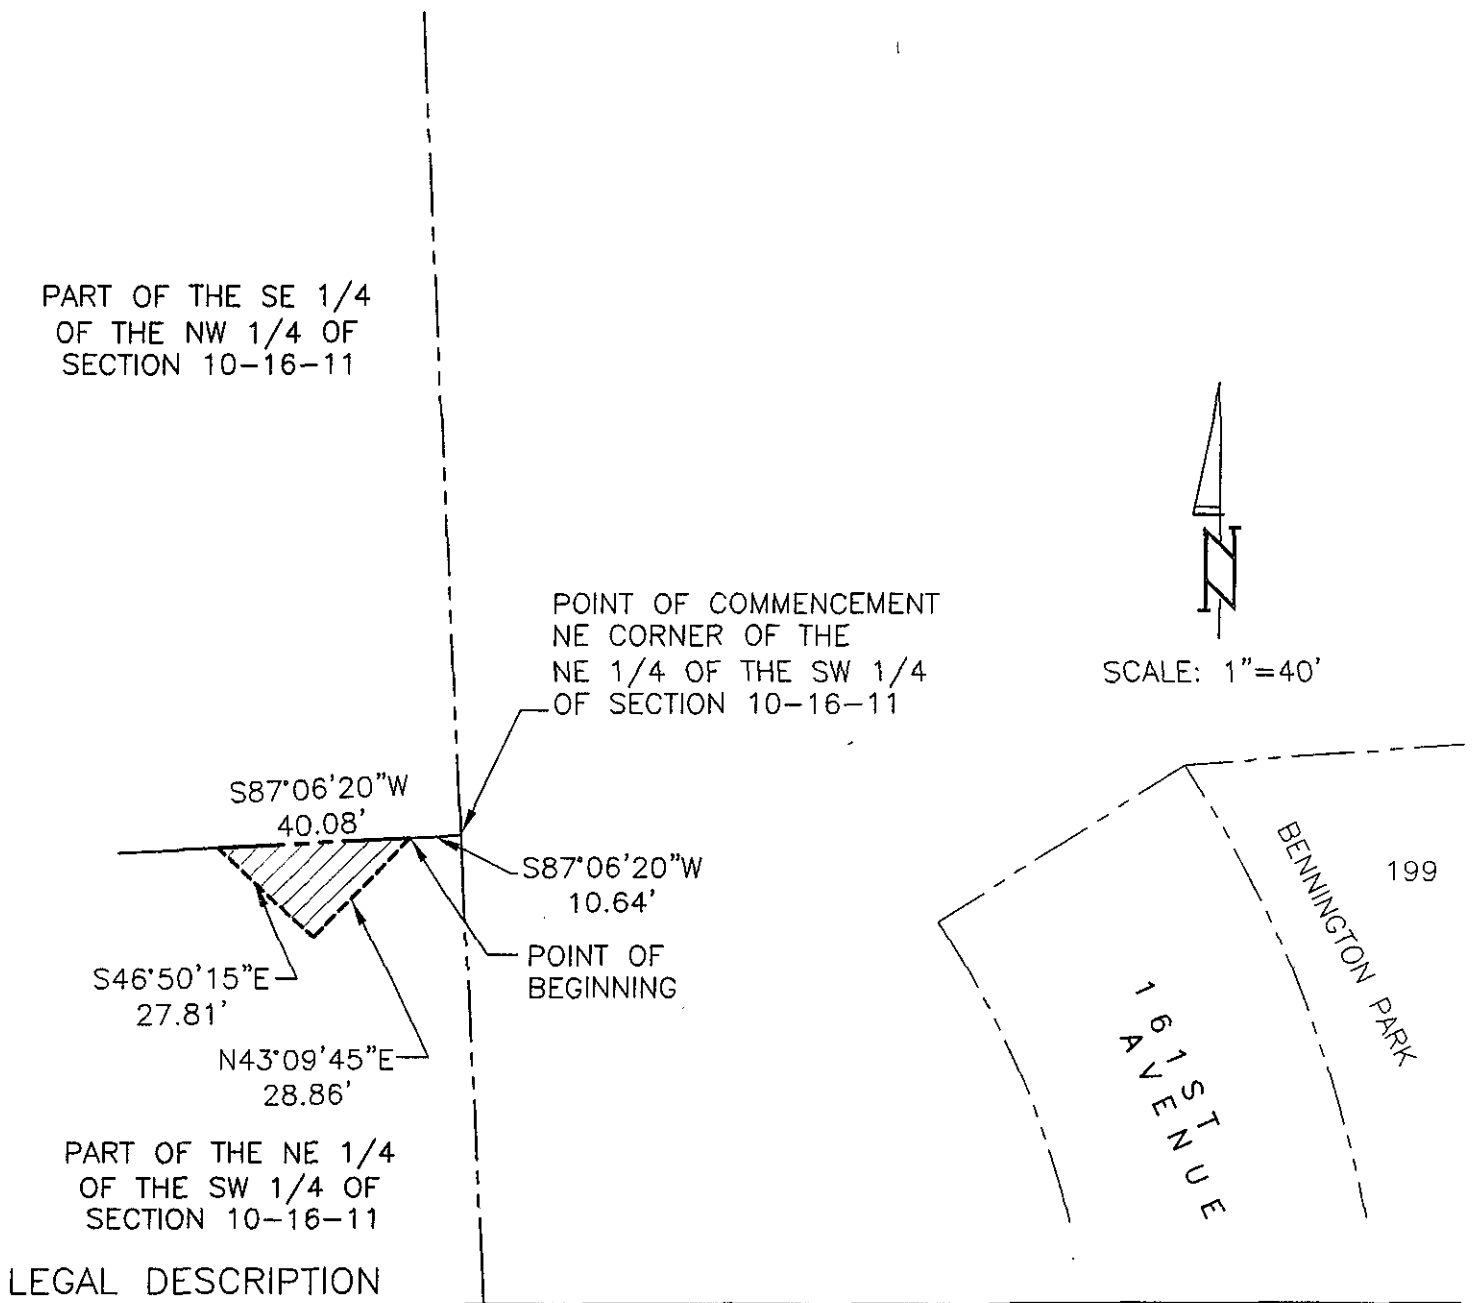 PART OF THE SE 1/4
OF THE NW 1/4 OF
SECTION 10-16-11
POINT OF COMMENCEMENT
NE CORNER OF THE
NE 1/4 OF THE SW 1/4
OF SECTION 10-16-11
N
SCALE: 1"=40'
S87°06'20"W
40.08'
S87°06'20"W
10.64'
POINT OF
BEGINNING
S46°50'15"E
27.81'
N43°09'45"E
28.86'
BENNINGTON PARK
199
161ST
AVENUE
PART OF THE NE 1/4
OF THE SW 1/4 OF
SECTION 10-16-11
LEGAL DESCRIPTION